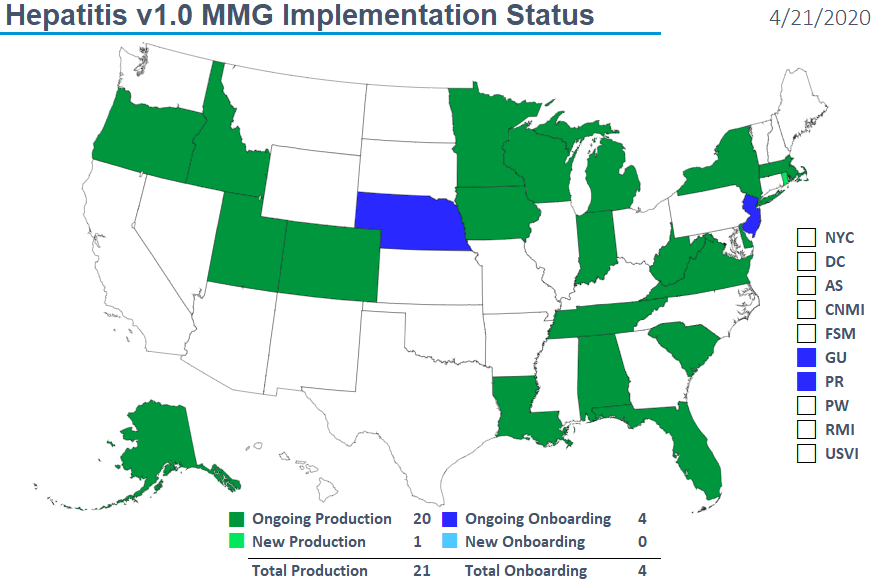 Hepatitis v1.0 MMG Implementation Status
4/21/2020
NYC
DC
AS
CNMI
FSM
GU
PR
PW
RMI
USVI
Ongoing Production 20 Ongoing Onboarding 4
New Production 1 New Onboarding 0
Total Production 21 Total Onboarding 4